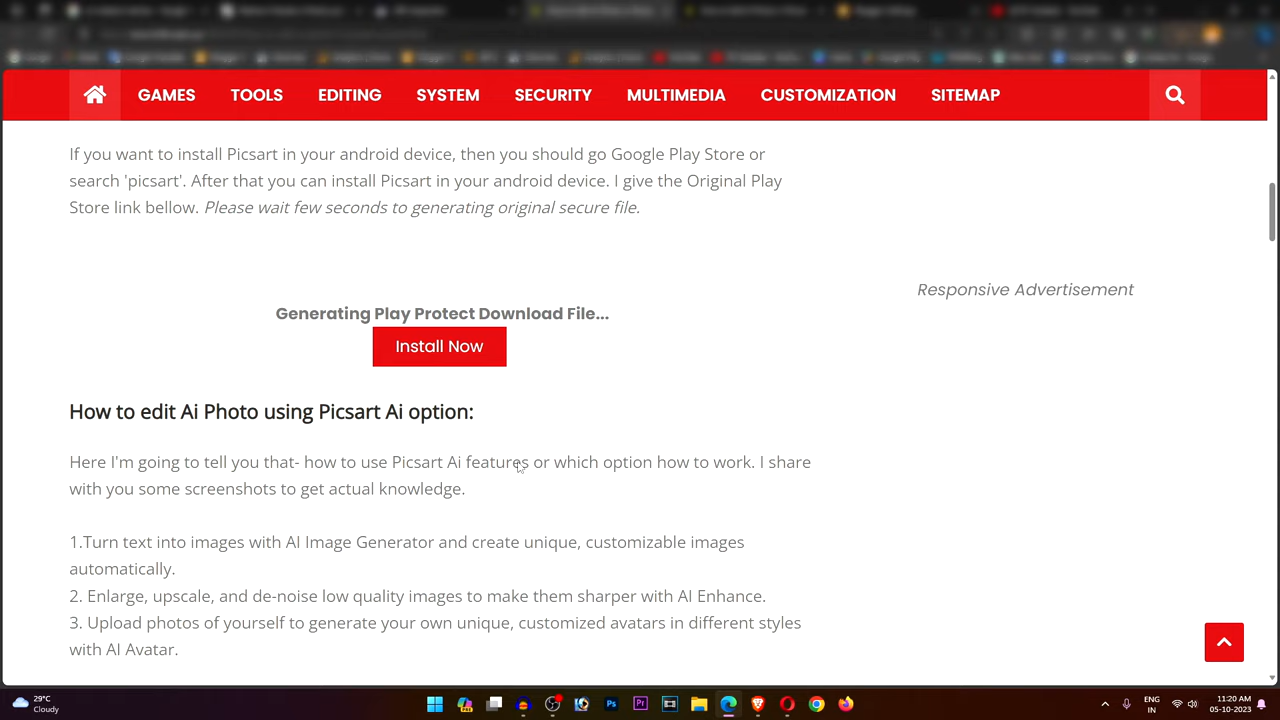 GAMES TOOLS EDITING SYSTEM SECURITY MULTIMEDIA CUSTOMIZATION SITEMAP
If you want to install Picsart in your android device, then you should go Google Play Store or
search 'picsart'. After that you can install Picsart in your android device. I give the Original Play
Store link bellow. Please wait few seconds to generating original secure file.
Responsive Advertisement
Generating Play Protect Download File...
Install Now
How to edit Ai Photo using Picsart Ai option:
Here I'm going to tell you that- how to use Picsart Ai features or which option how to work. I share
with you some screenshots to get actual knowledge.
1.Turn text into images with AI Image Generator and create unique, customizable images
automatically.
2. Enlarge, upscale, and de-noise low quality images to make them sharper with AI Enhance.
3. Upload photos of yourself to generate your own unique, customized avatars in different styles
with AI Avatar.
29°C
Cloudy
ENG
IN
11:20 AM
05-10-2023